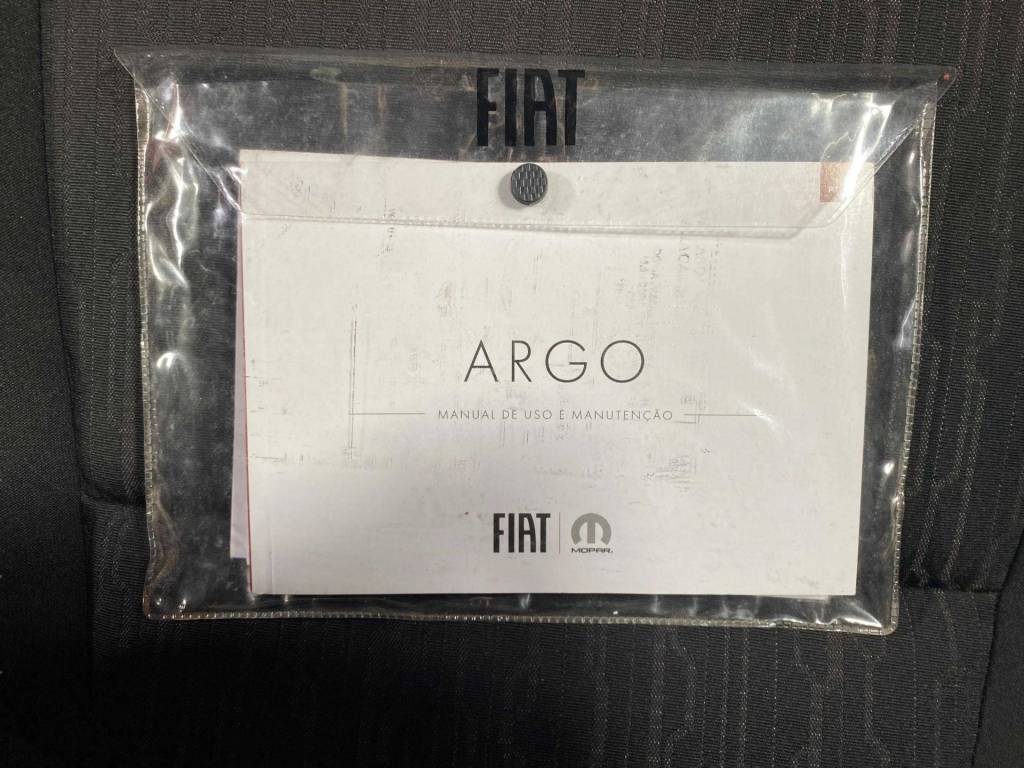 FIAT
ARGO
MANUAL DE USO E MANUTENÇÃO
FIAT
MOPAR.